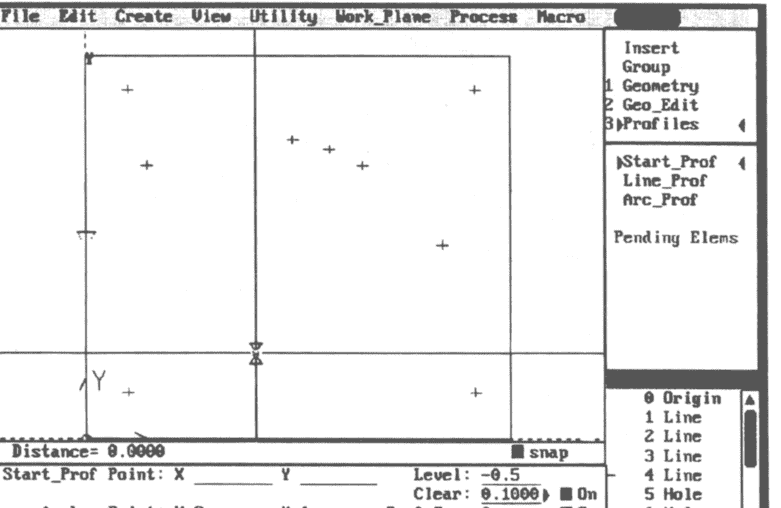 File Edit Create View Utility Work_Plane Process Macro
Insert
Group
1 Geometry
2 Geo_Edit
3 Profiles
Start_Prof
Line_Prof
Arc_Prof
Pending Elems
Y
Y
0 Origin
1 Line
2 Line
3 Line
4 Line
5 Hole
Distance= 0.0000
snap
Start_Prof Point: X Y Level: -0.5
Clear: 0.1000 On